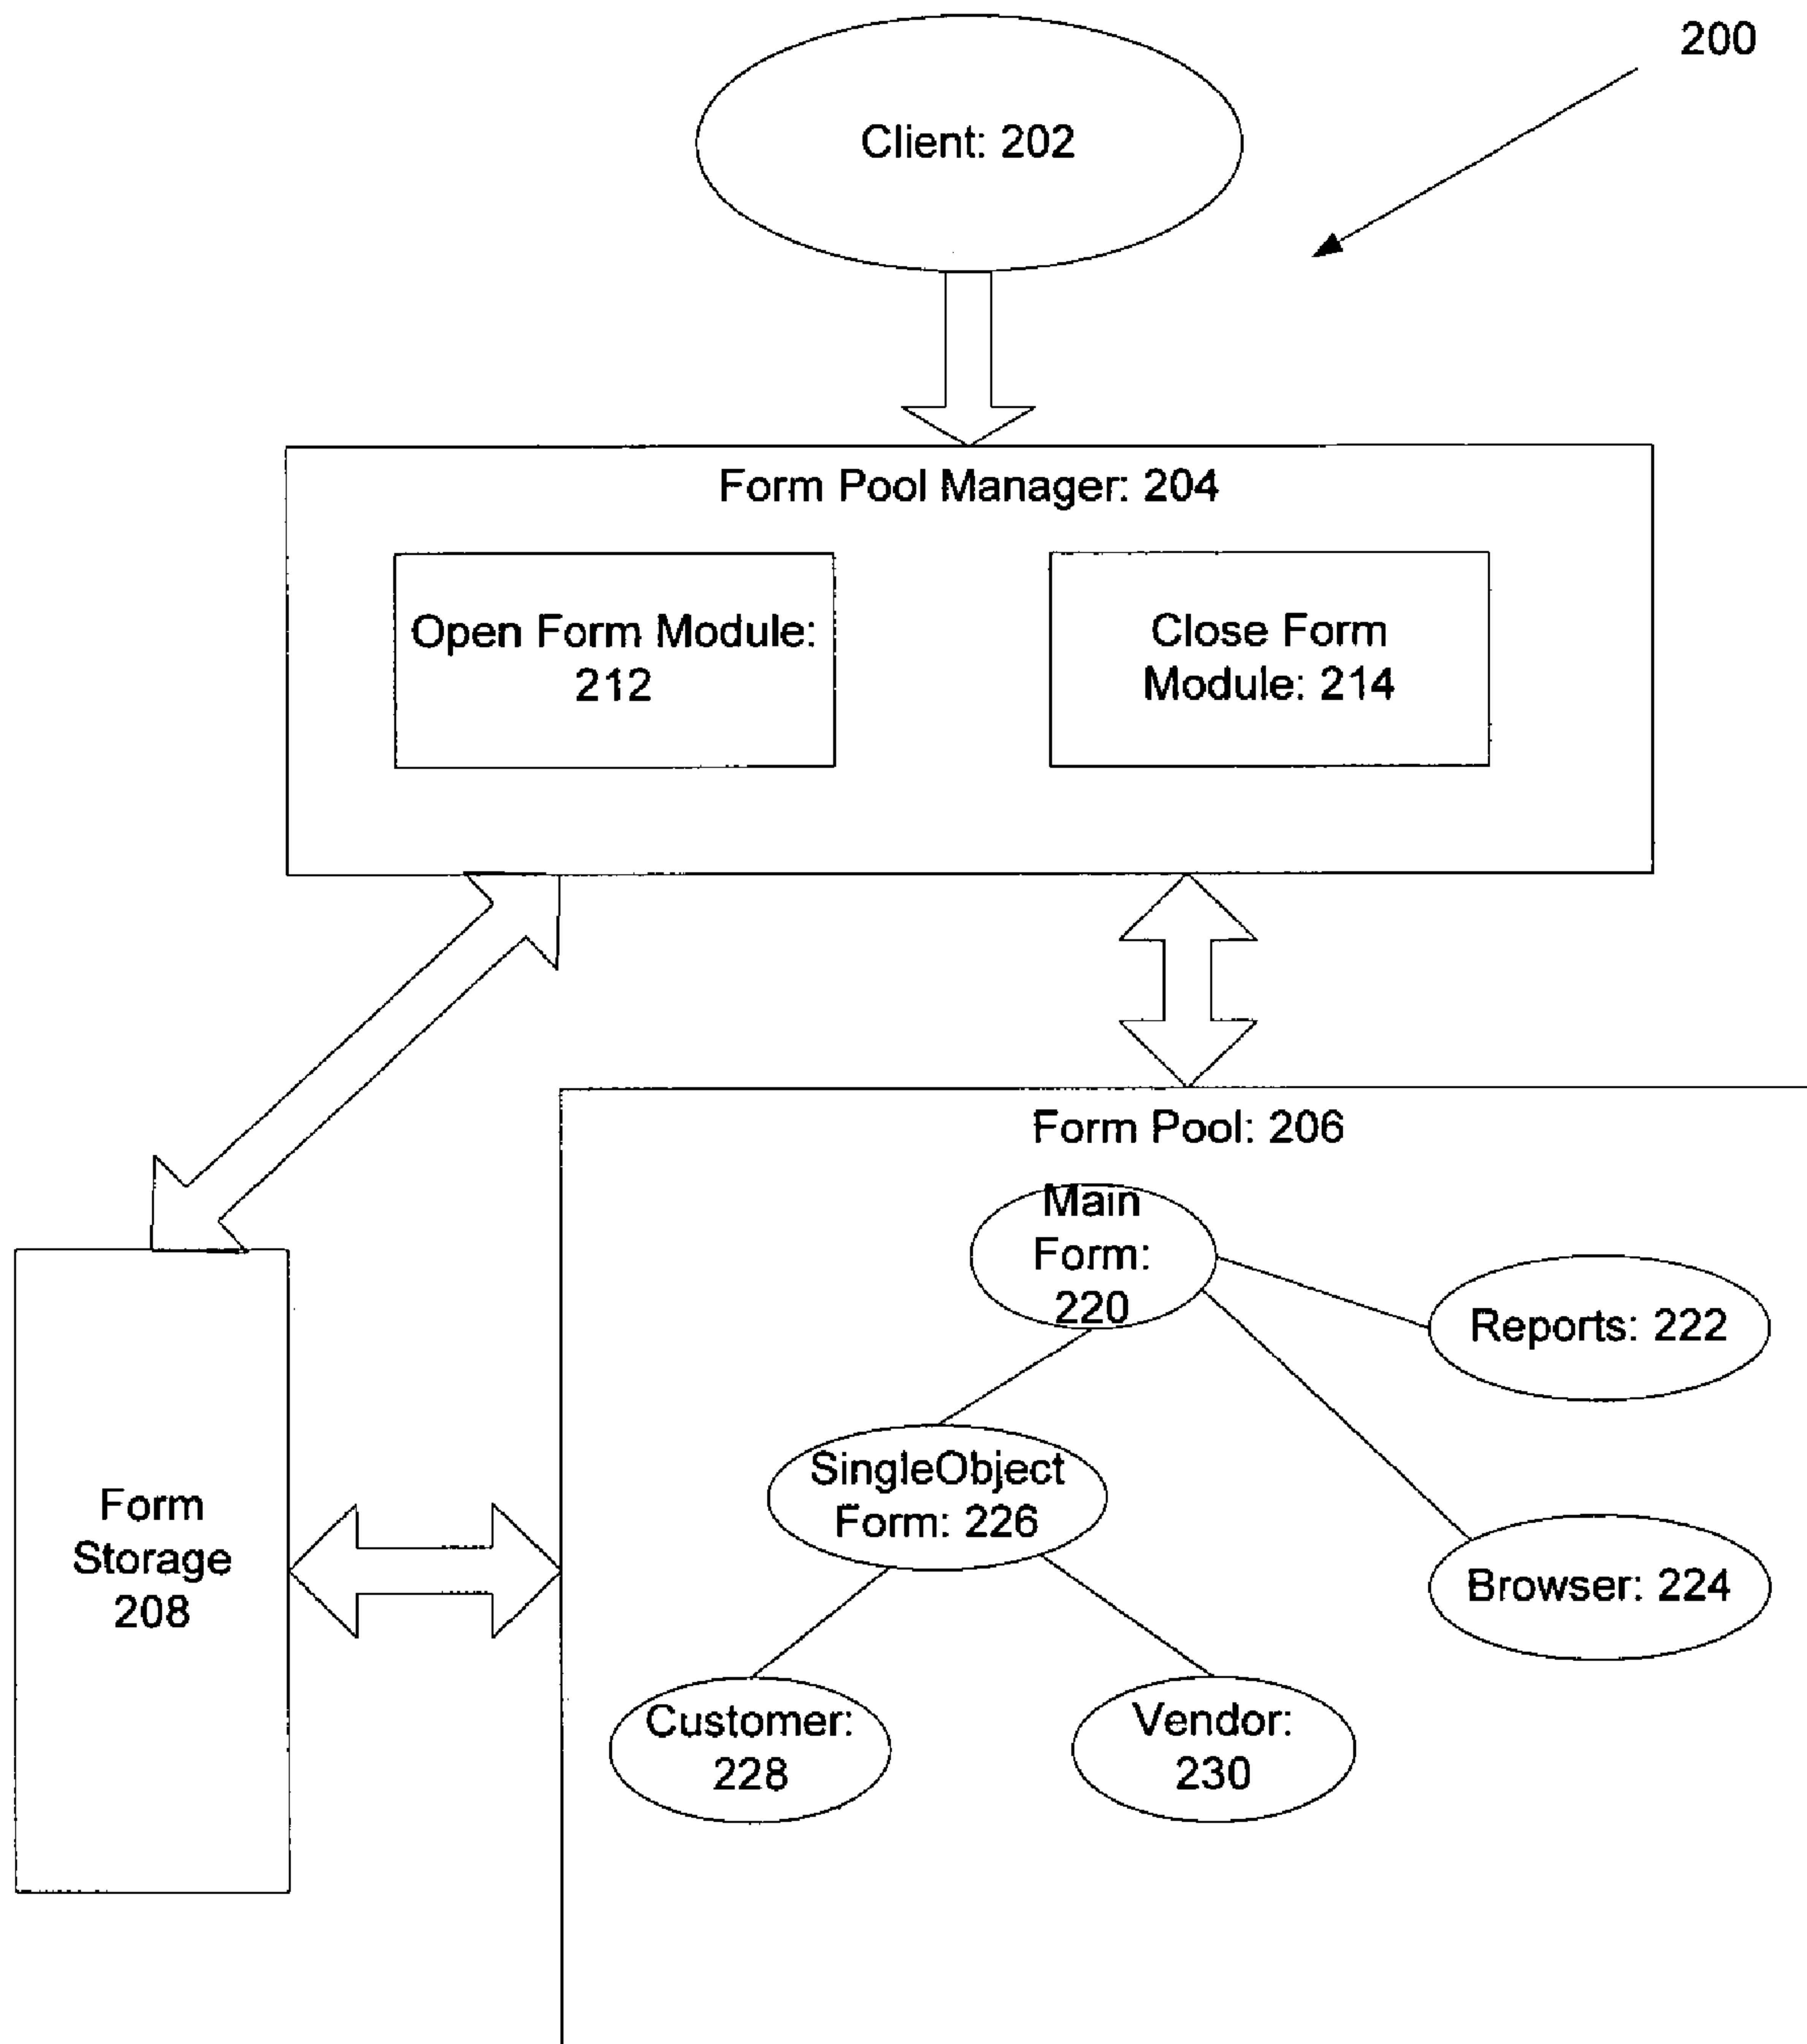 200
Client: 202
Form Pool Manager: 204
Open Form Module:
212
Close Form
Module: 214
Form Pool: 206
Main
Form:
220
Reports: 222
SingleObject
Form: 226
Browser: 224
Form
Storage
208
Customer:
228
Vendor:
230